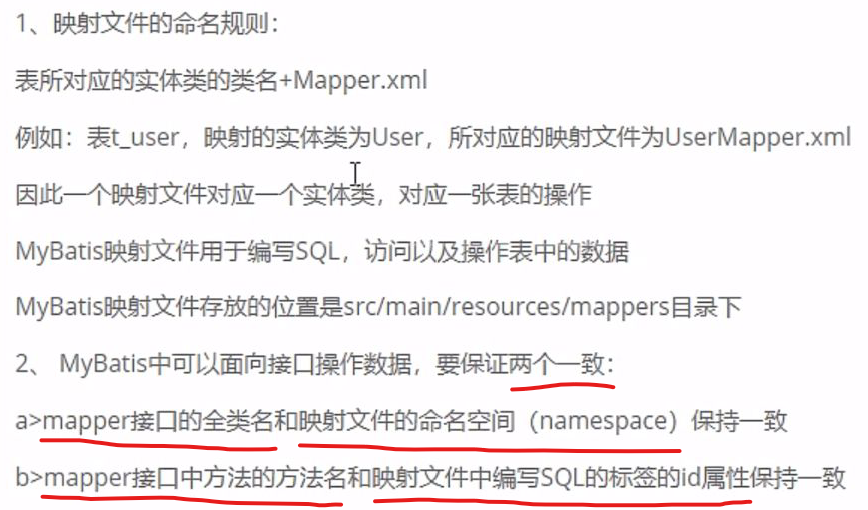 1、映射文件的命名规则：
表所对应的实体类的类名+Mapper.xml
例如：表t_user，映射的实体类为User，所对应的映射文件为UserMapper.xml
因此一个映射文件对应一个实体类，对应一张表的操作
MyBatis映射文件用于编写SQL，访问以及操作表中的数据
MyBatis映射文件存放的位置是src/main/resources/mappers目录下
2、 MyBatis中可以面向接口操作数据，要保证两个一致：
a>mapper接口的全类名和映射文件的命名空间（namespace）保持一致
b>mapper接口中方法的方法名和映射文件中编写SQL的标签的id属性保持一致